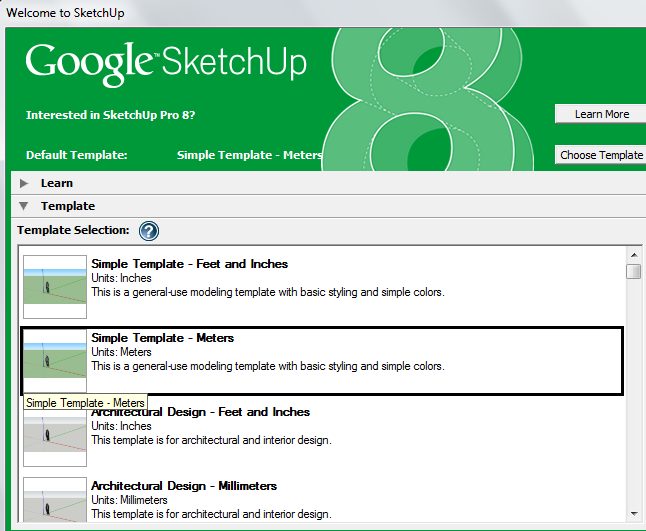 Welcome to SketchUp
Google™ SketchUp
8
Interested in SketchUp Pro 8?
Learn More
Default Template: Simple Template - Meters
Choose Template
Learn
Template
Template Selection: ?
Simple Template - Feet and Inches
Units: Inches
This is a general-use modeling template with basic styling and simple colors.
Simple Template - Meters
Units: Meters
This is a general-use modeling template with basic styling and simple colors.
Simple Template - Meters
Architectural Design - Feet and Inches
Units: Inches
This template is for architectural and interior design.
Architectural Design - Millimeters
Units: Millimeters
This template is for architectural and interior design.